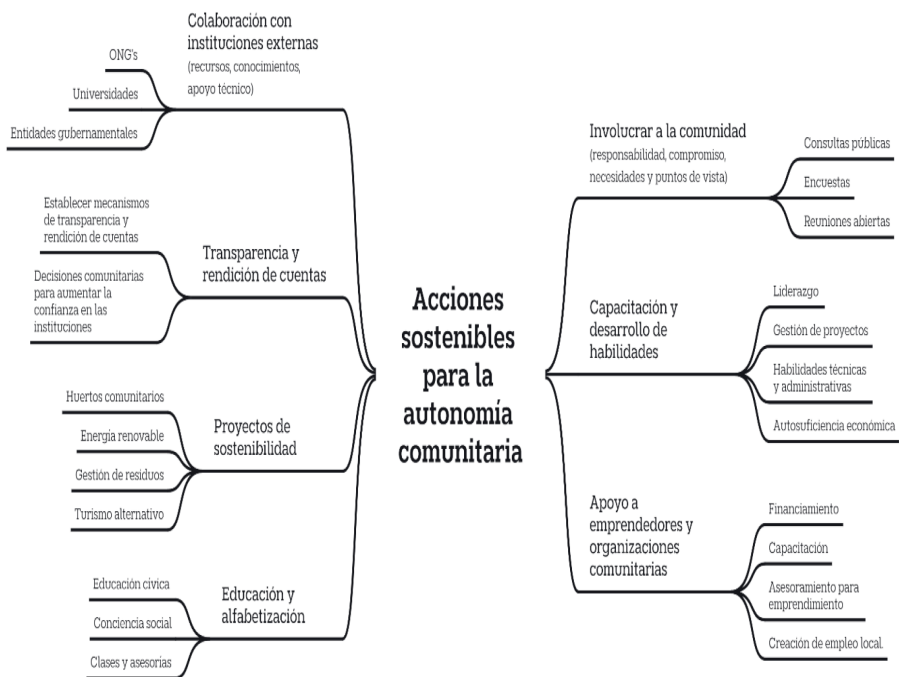 Colaboración con
instituciones externas
(recursos, conocimientos,
apoyo técnico)
ONG's
Universidades
Entidades gubernamentales
Transparencia y
rendición de cuentas
Establecer mecanismos
de transparencia y
rendición de cuentas
Decisiones comunitarias
para aumentar la
confianza en las
instituciones
Proyectos de
sostenibilidad
Huertos comunitarios
Energía renovable
Gestión de residuos
Turismo alternativo
Educación y
alfabetización
Educación cívica
Conciencia social
Clases y asesorías
Acciones
sostenibles
para la
autonomía
comunitaria
Involucrar a la comunidad
(responsabilidad, compromiso,
necesidades y puntos de vista)
Consultas públicas
Encuestas
Reuniones abiertas
Capacitación y
desarrollo de
habilidades
Liderazgo
Gestión de proyectos
Habilidades técnicas
y administrativas
Autosuficiencia económica
Apoyo a
emprendedores y
organizaciones
comunitarias
Financiamiento
Capacitación
Asesoramiento para
emprendimiento
Creación de empleo local.